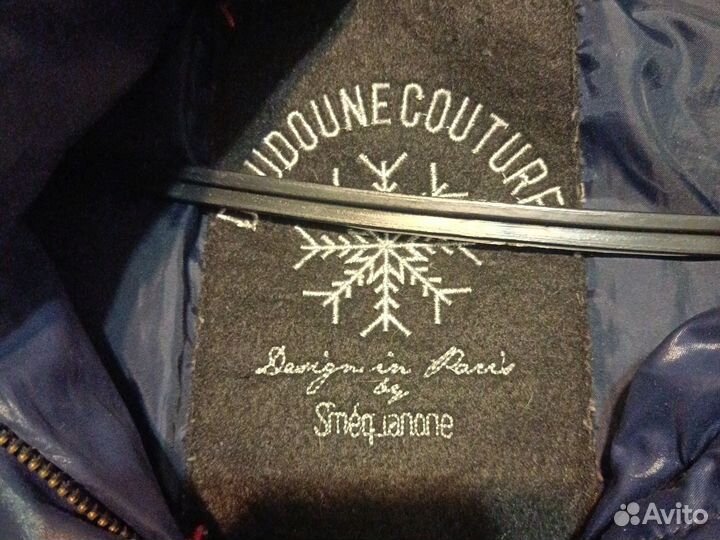 DOUDOUNE COUTURE
Design in Paris
by
Sméquanone
Avito